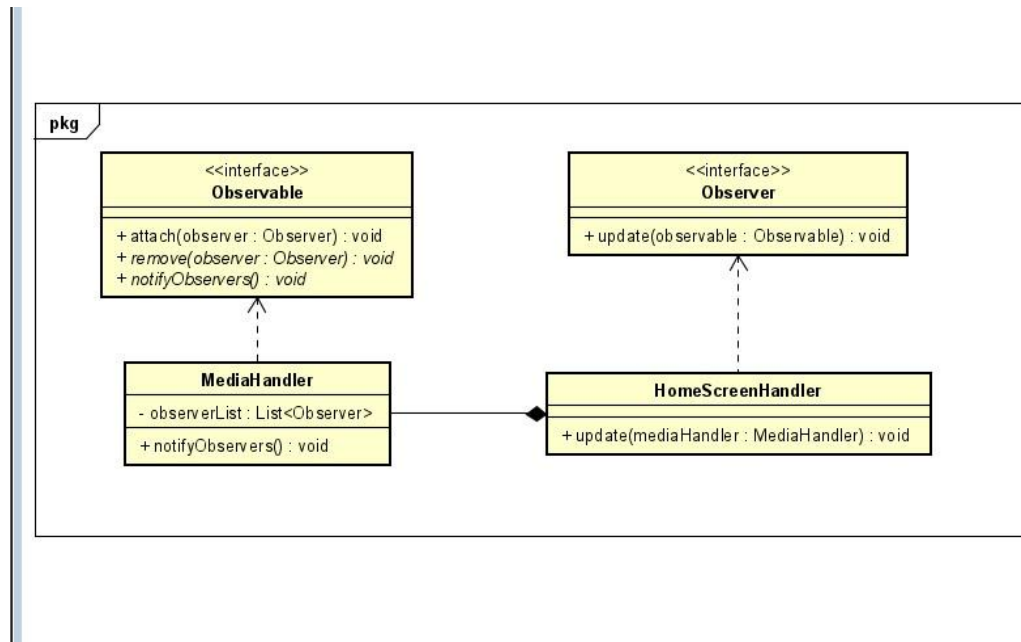 pkg
<<interface>>
Observable
+ attach(observer : Observer) : void
+ remove(observer : Observer) : void
+ notifyObservers() : void
<<interface>>
Observer
+ update(observable : Observable) : void
MediaHandler
- observerList : List<Observer>
+ notifyObservers() : void
HomeScreenHandler
+ update(mediaHandler : MediaHandler) : void